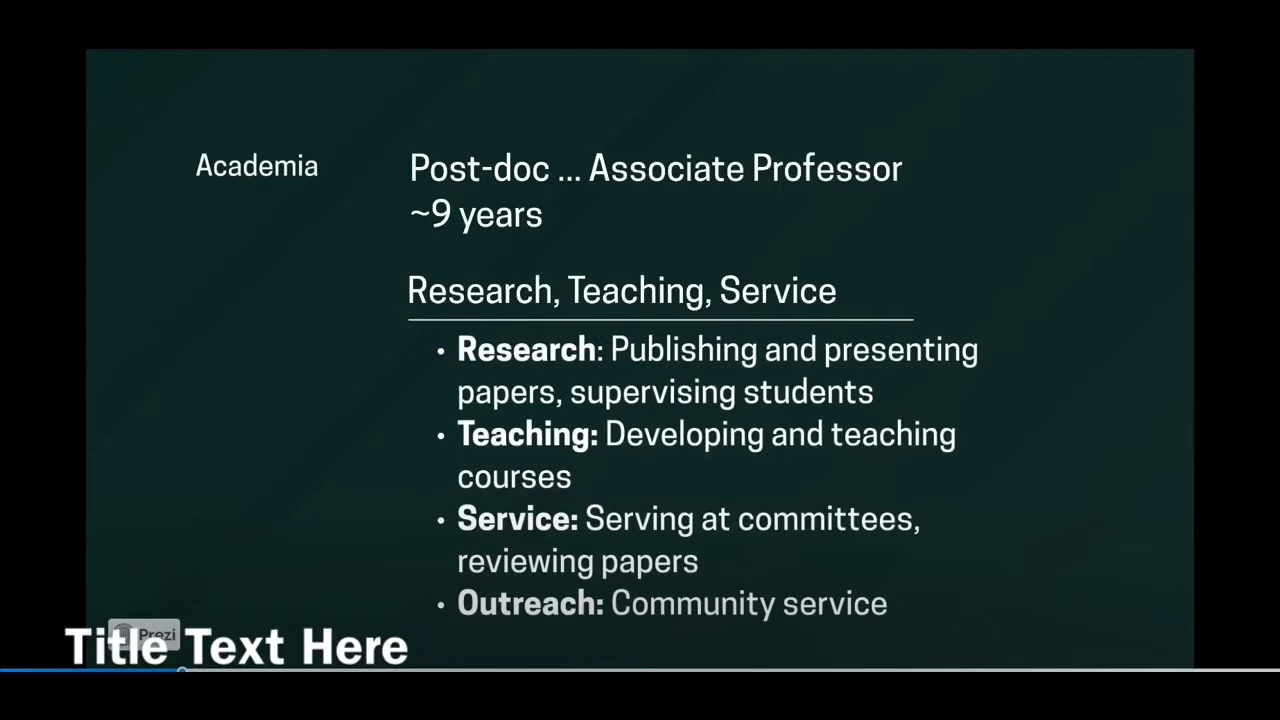 Academia
Post-doc ... Associate Professor
~9 years
Research, Teaching, Service
• Research: Publishing and presenting
papers, supervising students
• Teaching: Developing and teaching
courses
• Service: Serving at committees,
reviewing papers
• Outreach: Community service
Prezi
Title Text Here